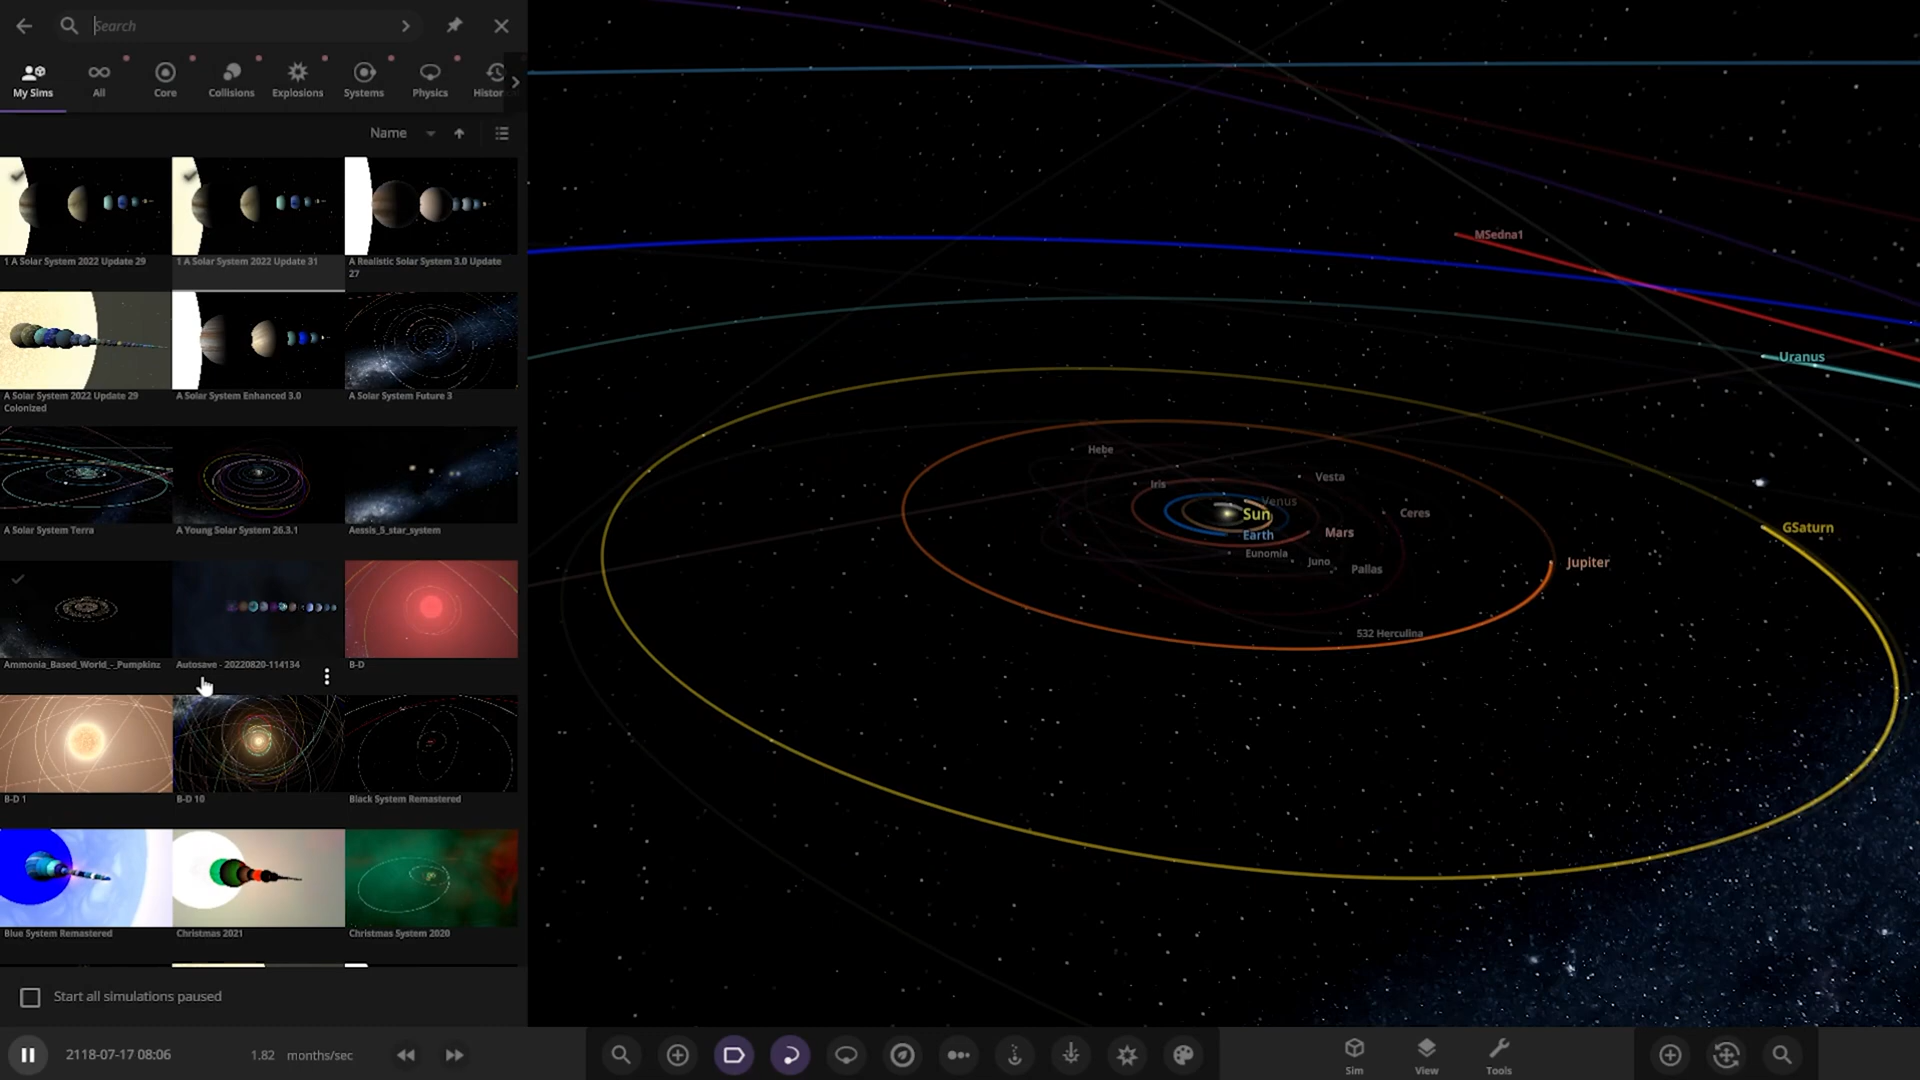 Search
My Sims
All
Core
Collisions
Explosions
Systems
Physics
Histor
Name
1 A Solar System 2022 Update 29
1 A Solar System 2022 Update 31
A Realistic Solar System 3.0 Update
27
A Solar System 2022 Update 29
Colonized
A Solar System Enhanced 3.0
A Solar System Future 3
A Solar System Terra
A Young Solar System 26.3.1
Aessis_5_star_system
Ammonia_Based_World_-_Pumpkinz
Autosave - 20220820-114134
B-D
B-D 1
B-D 10
Black System Remastered
Blue System Remastered
Christmas 2021
Christmas System 2020
Start all simulations paused
MSedna1
Uranus
Hebe
Vesta
Iris
Venus
Sun
Ceres
GSaturn
Earth
Mars
Eunomia
Juno
Pallas
Jupiter
532 Herculina
2118-07-17 08:06
1.82 months/sec
Sim
View
Tools